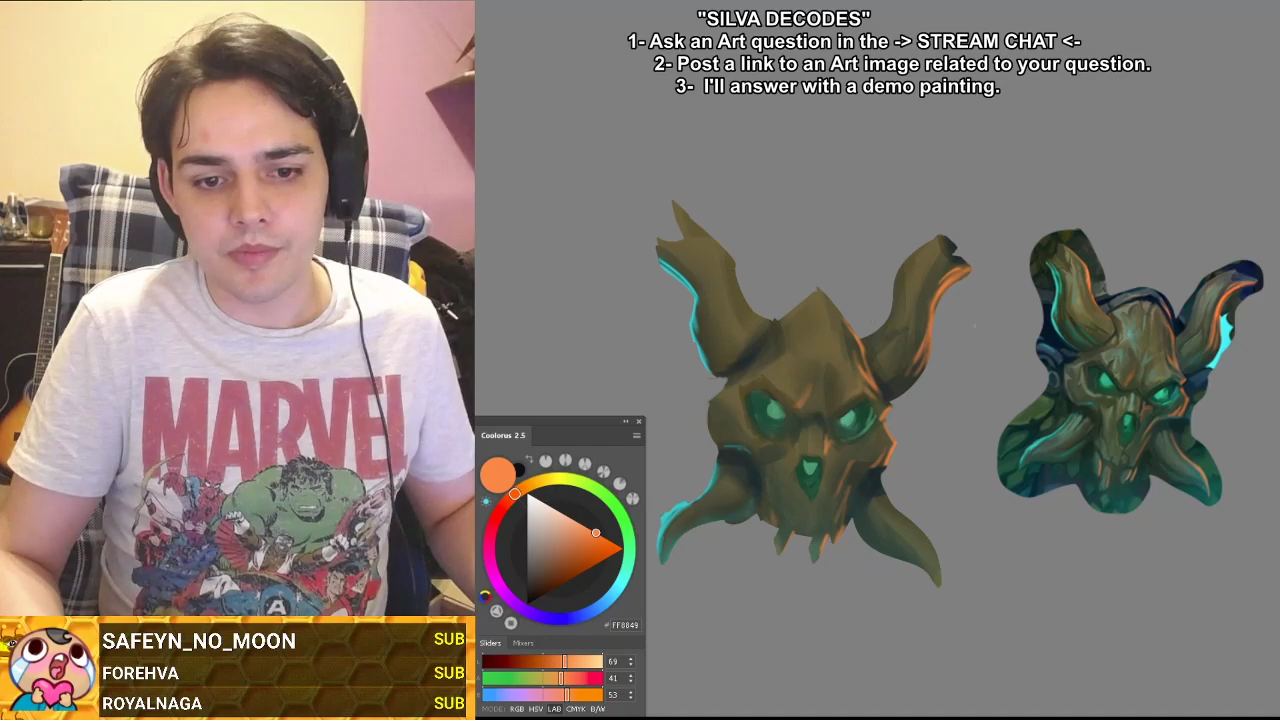 "SILVA DECODES"
1- Ask an Art question in the -> STREAM CHAT <-
2- Post a link to an Art image related to your question.
3- I'll answer with a demo painting.
MARVEL
A
Coolorus 2.5
# FF8849
Sliders Mixers
L 69
A 41
B 53
MODE: RGB HSV LAB CMYK B/W
SAFEYN_NO_MOON SUB
FOREHVA SUB
ROYALNAGA SUB